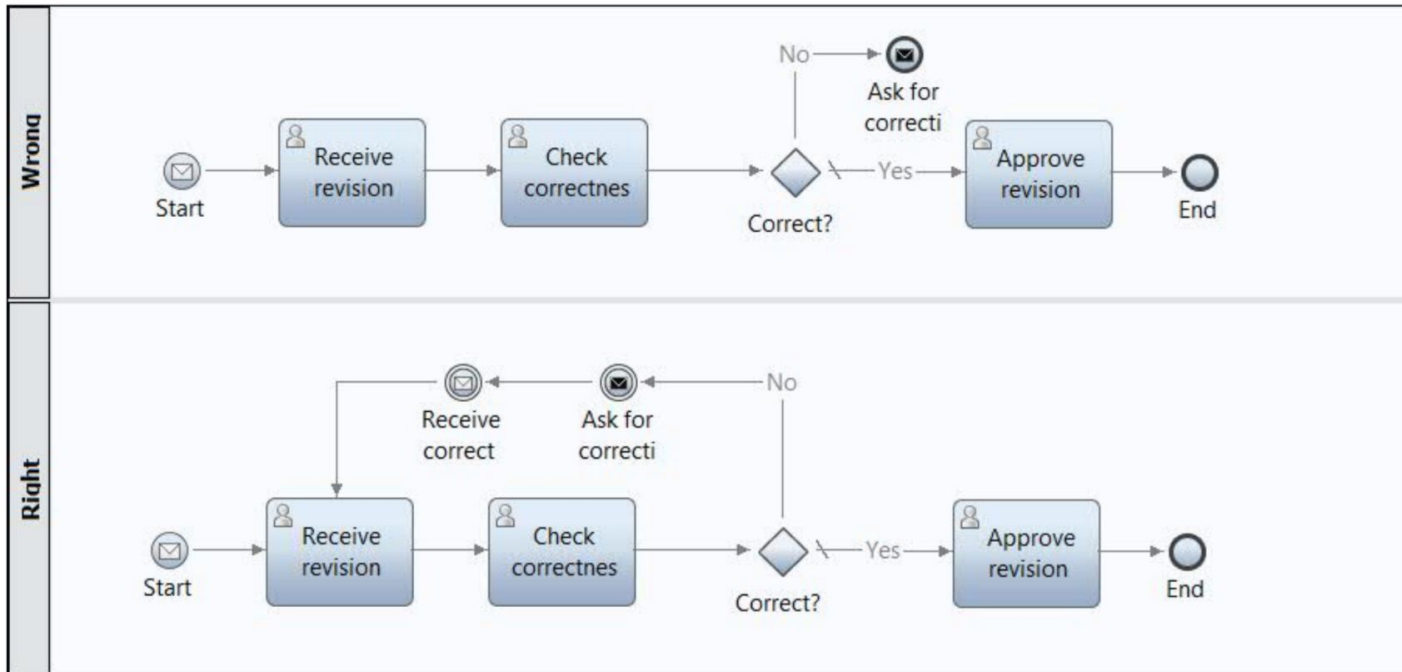 Wrong
No
Ask for
correcti
Receive
revision
Check
correctnes
Yes
Approve
revision
Start
Correct?
End
Right
No
Receive
correct
Ask for
correcti
Receive
revision
Check
correctnes
Yes
Approve
revision
Start
Correct?
End